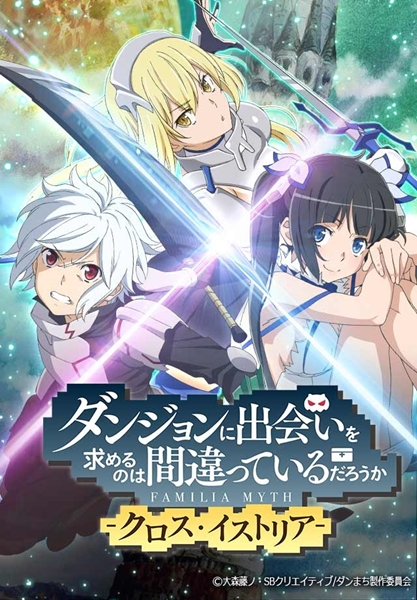 ダンジョンに出会いを
求めるのは間違っているだろうか
FAMILIA MYTH
-クロス・イストリア-
©大森藤ノ・SBクリエイティブ/ダンまち製作委員会